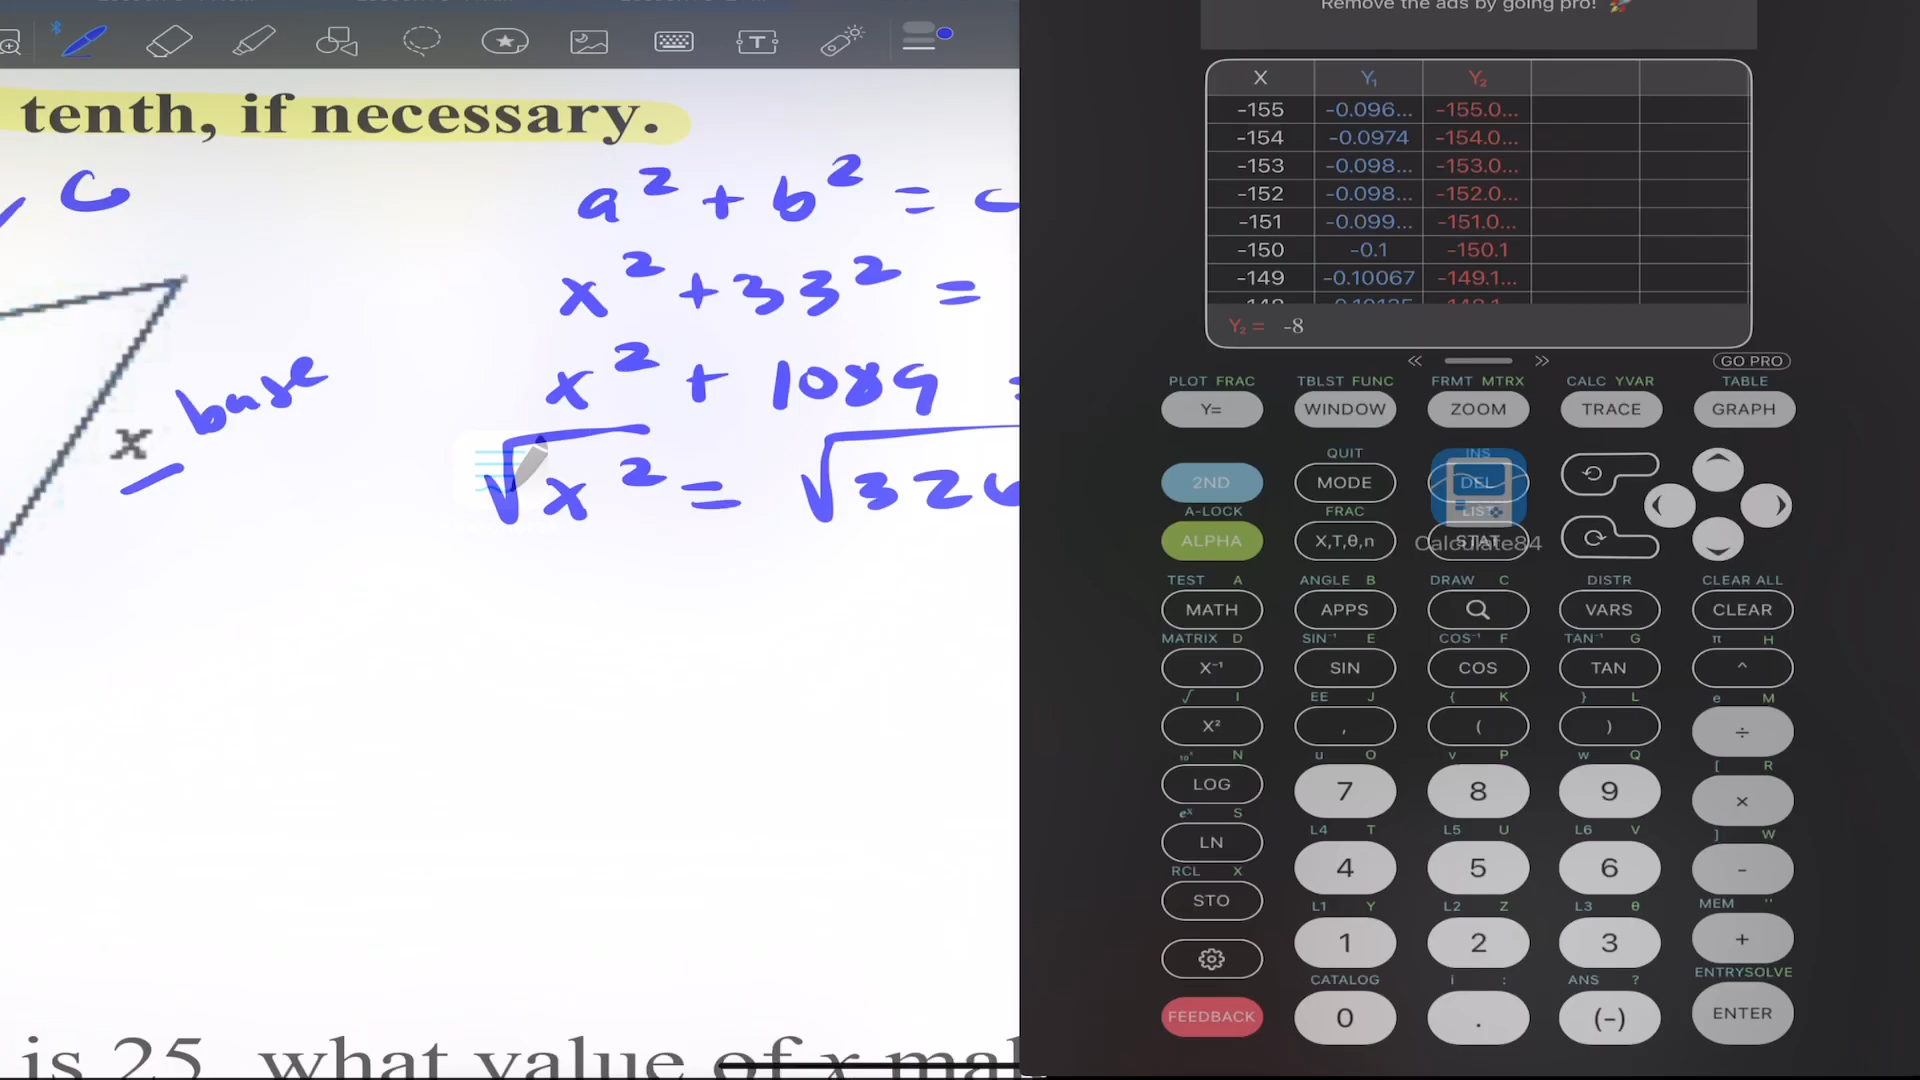 Remove the ads by going pro! 🚀
tenth, if necessary.
c
a² + b² = c
x² + 33² =
x² + 1089 =
√x² = √326
base
x
is 25, what value of x ma
X Y₁ Y₂
-155 -0.096... -155.0...
-154 -0.0974 -154.0...
-153 -0.098... -153.0...
-152 -0.098... -152.0...
-151 -0.099... -151.0...
-150 -0.1 -150.1
-149 -0.10067 -149.1...
Y₂ = -8
« » GO PRO
PLOT FRAC TBLST FUNC FRMT MTRX CALC YVAR TABLE
Y= WINDOW ZOOM TRACE GRAPH
QUIT INS
2ND MODE DEL
A-LOCK FRAC LIST
ALPHA X,T,θ,n STAT
Calculate84
TEST A ANGLE B DRAW C DISTR CLEAR ALL
MATH APPS VARS CLEAR
MATRIX D SIN⁻¹ E COS⁻¹ F TAN⁻¹ G π H
X⁻¹ SIN COS TAN ^
√ I EE J { K } L e M
X² , ( ) ÷
10ˣ N u O v P w Q [ R
LOG 7 8 9 ×
eˣ S L4 T L5 U L6 V ] W
LN 4 5 6 -
RCL X L1 Y L2 Z L3 θ MEM "
STO 1 2 3 +
CATALOG i : ANS ? ENTRYSOLVE
FEEDBACK 0 . (-) ENTER